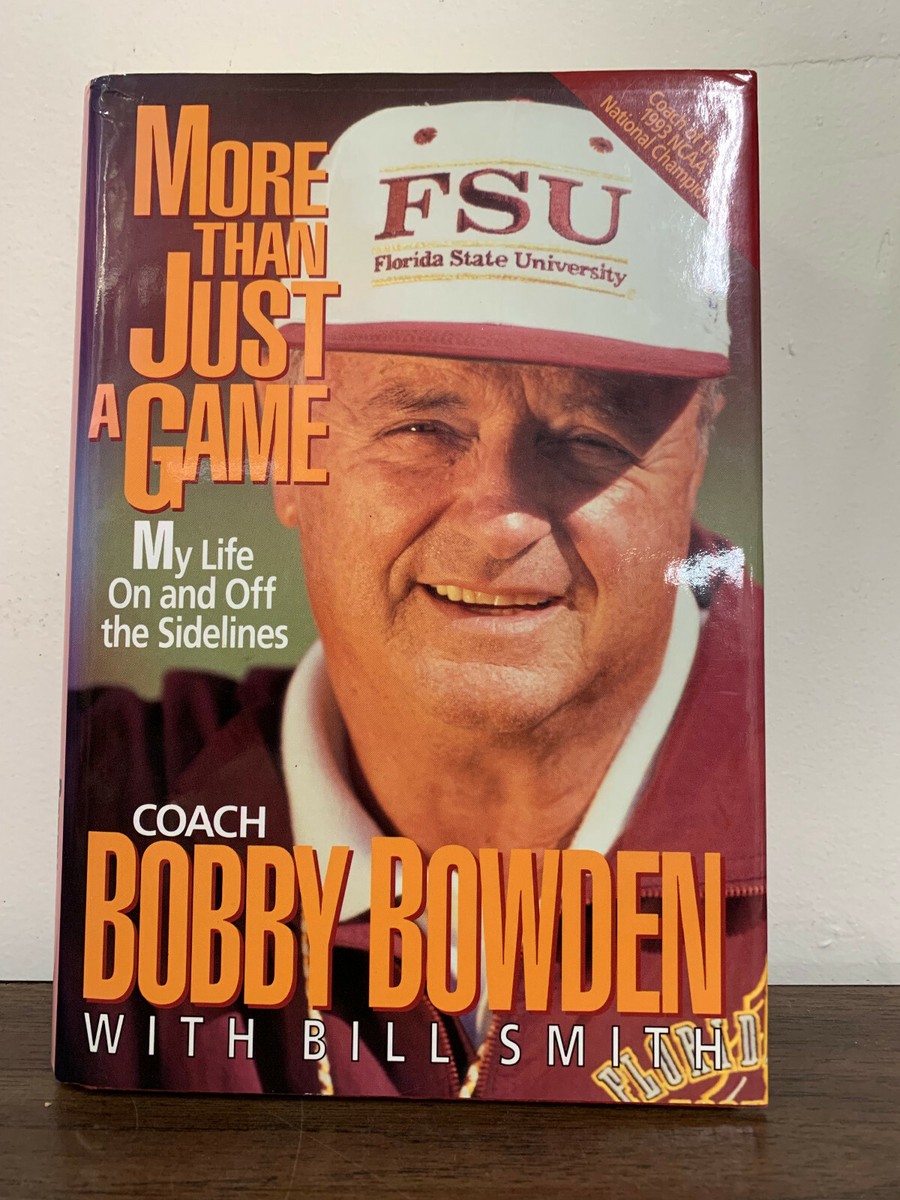 MORE
THAN
JUST
A GAME
My Life
On and Off
the Sidelines
Coach of the
1993 NCAA
National Champions
FSU
Florida State University
COACH
BOBBY BOWDEN
WITH BILL SMITH